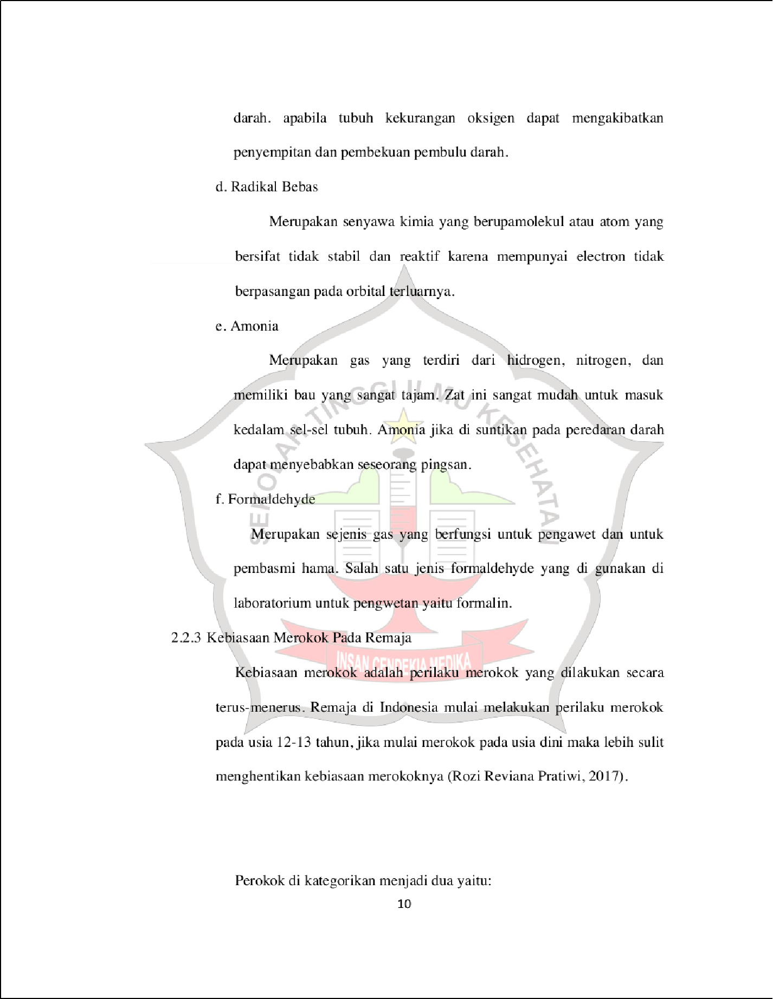 darah. apabila tubuh kekurangan oksigen dapat mengakibatkan
penyempitan dan pembekuan pembulu darah.
d. Radikal Bebas
Merupakan senyawa kimia yang berupamolekul atau atom yang
bersifat tidak stabil dan reaktif karena mempunyai electron tidak
berpasangan pada orbital terluarnya.
e. Amonia
Merupakan gas yang terdiri dari hidrogen, nitrogen, dan
memiliki bau yang sangat tajam. Zat ini sangat mudah untuk masuk
kedalam sel-sel tubuh. Amonia jika di suntikan pada peredaran darah
dapat menyebabkan seseorang pingsan.
f. Formaldehyde
Merupakan sejenis gas yang berfungsi untuk pengawet dan untuk
pembasmi hama. Salah satu jenis formaldehyde yang di gunakan di
laboratorium untuk pengwetan yaitu formalin.
2.2.3 Kebiasaan Merokok Pada Remaja
Kebiasaan merokok adalah perilaku merokok yang dilakukan secara
terus-menerus. Remaja di Indonesia mulai melakukan perilaku merokok
pada usia 12-13 tahun, jika mulai merokok pada usia dini maka lebih sulit
menghentikan kebiasaan merokoknya (Rozi Reviana Pratiwi, 2017).
Perokok di kategorikan menjadi dua yaitu:
10
SEKOLAH TINGGI ILMU KESEHATAN
INSAN CENDEKIA MEDIKA